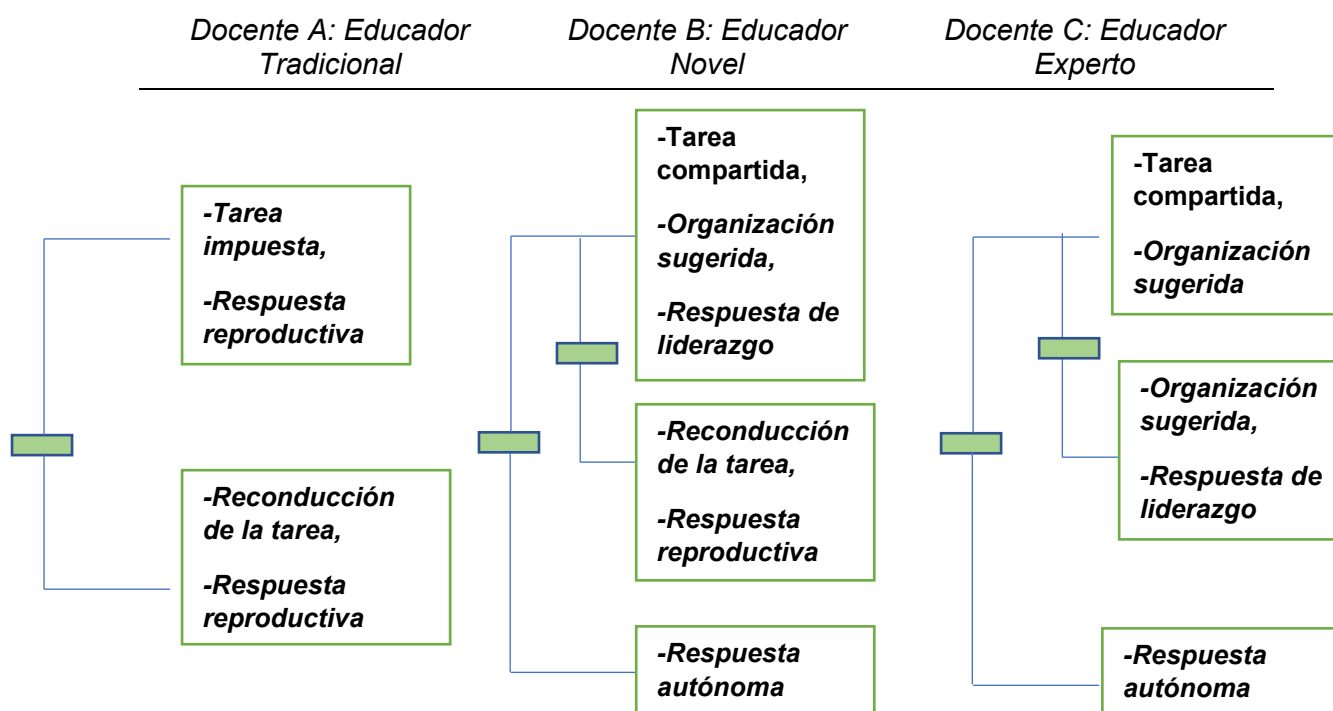 Docente A: Educador
Tradicional
Docente B: Educador
Novel
Docente C: Educador
Experto
-Tarea
impuesta,
-Respuesta
reproductiva
-Reconducción
de la tarea,
-Respuesta
reproductiva
-Tarea
compartida,
-Organización
sugerida,
-Respuesta de
liderazgo
-Reconducción
de la tarea,
-Respuesta
reproductiva
-Respuesta
autónoma
-Tarea
compartida,
-Organización
sugerida
-Organización
sugerida,
-Respuesta de
liderazgo
-Respuesta
autónoma